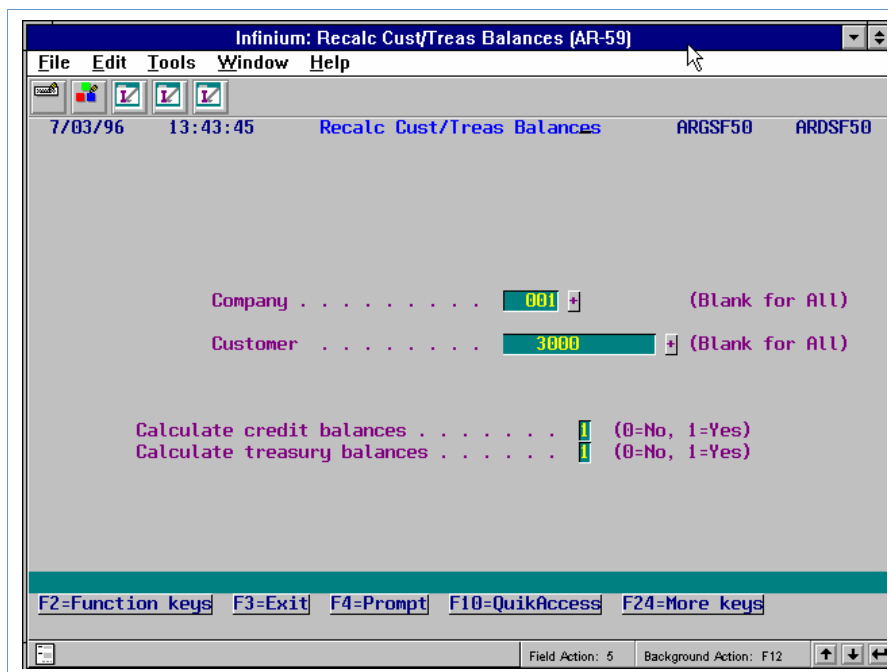 Infinium: Recalc Cust/Treas Balances (AR-59)
File Edit Tools Window Help
7/03/96 13:43:45 Recalc Cust/Treas Balances ARGSF50 ARDSF50
Company . . . . . . . . . 001 + (Blank for All)
Customer . . . . . . . . 3000 + (Blank for All)
Calculate credit balances . . . . . . . 1 (0=No, 1=Yes)
Calculate treasury balances . . . . . . 1 (0=No, 1=Yes)
F2=Function keys F3=Exit F4=Prompt F10=QuikAccess F24=More keys
Field Action: 5 Background Action: F12